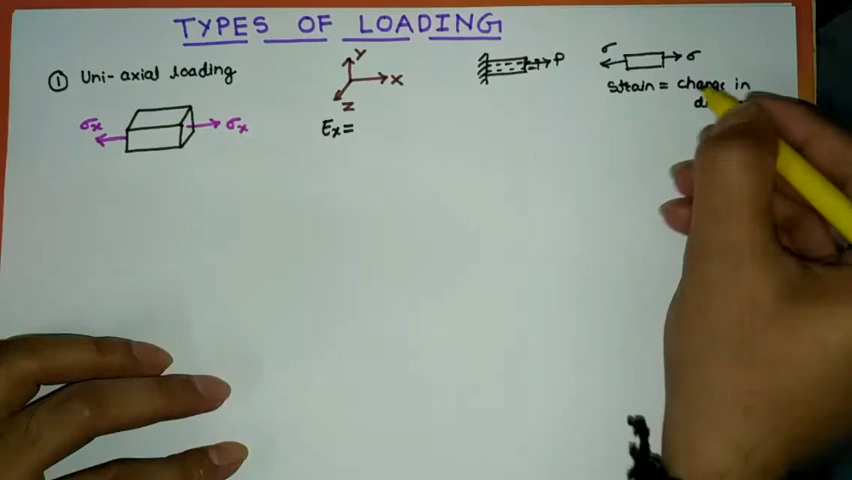 TYPES OF LOADING
① Uni-axial loading
Y
X
Z
σx
σx
Ex =
P
σ
σ
strain = change in